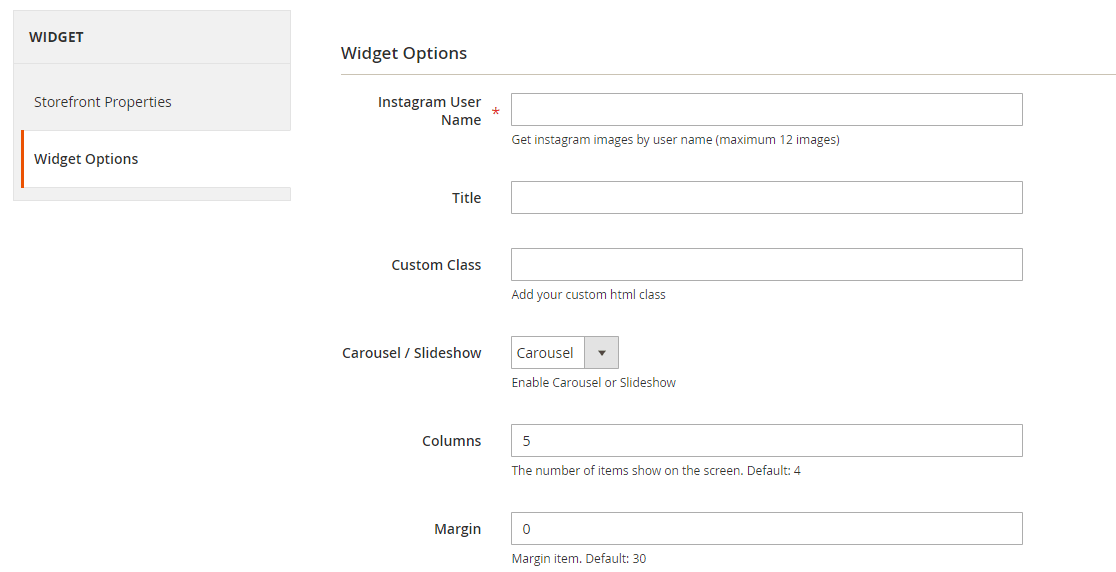 WIDGET
Storefront Properties
Widget Options
Widget Options
Instagram User
Name *
Get instagram images by user name (maximum 12 images)
Title
Custom Class
Add your custom html class
Carousel / Slideshow
Carousel
Enable Carousel or Slideshow
Columns
5
The number of items show on the screen. Default: 4
Margin
0
Margin item. Default: 30